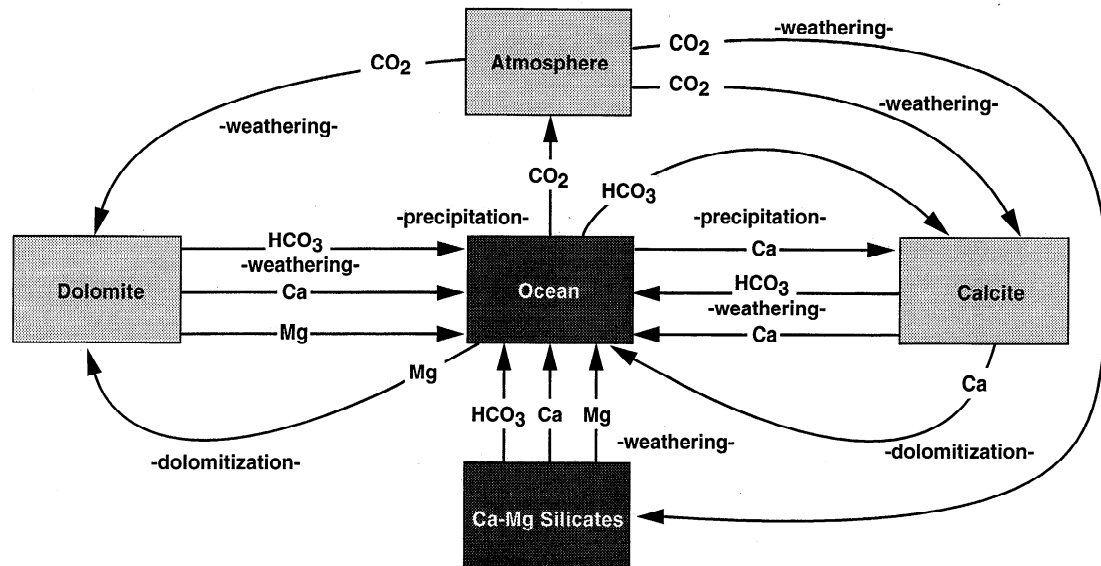 -weathering-
CO2
Atmosphere
CO2
CO2
-weathering-
-weathering-
CO2
HCO3
-precipitation-
-precipitation-
HCO3
-weathering-
Ca
Dolomite
Ca
Ocean
HCO3
-weathering-
Calcite
Mg
Ca
Mg
Ca
HCO3
Ca
Mg
-weathering-
-dolomitization-
-dolomitization-
Ca-Mg Silicates